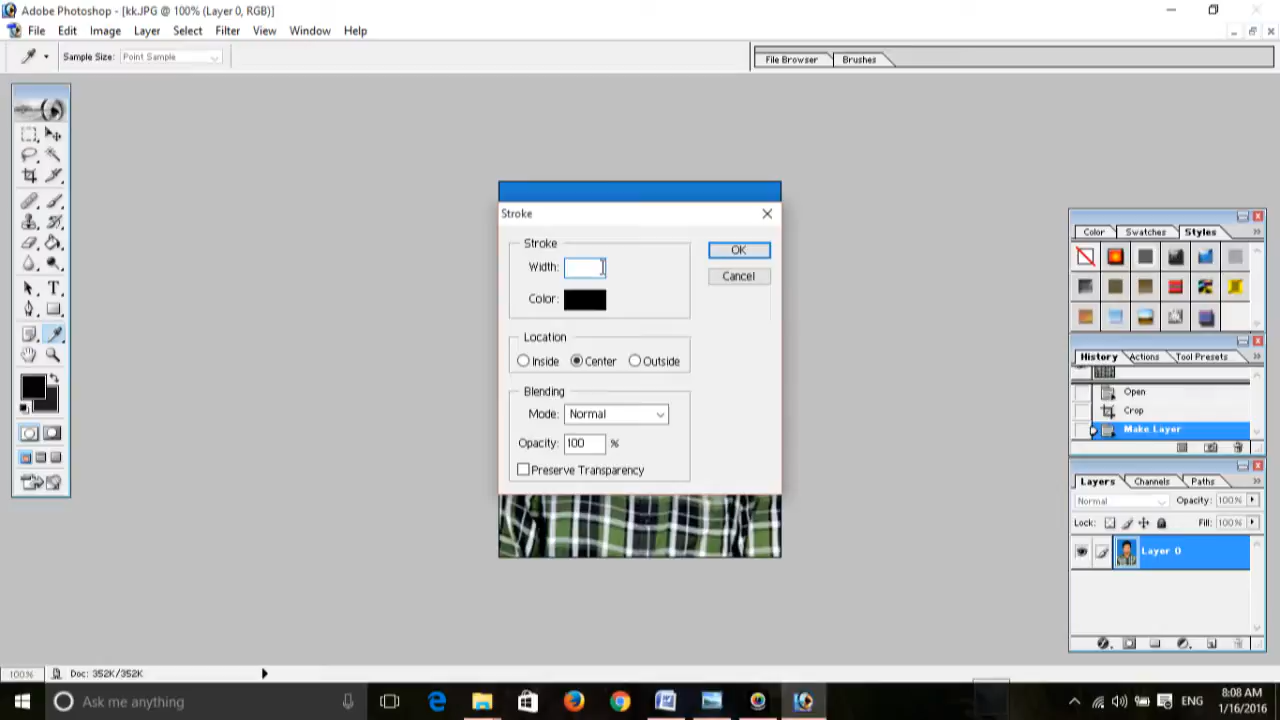 Adobe Photoshop - [kk.JPG @ 100% (Layer 0, RGB)]
File Edit Image Layer Select Filter View Window Help
Sample Size: Point Sample
File Browser Brushes
Stroke
Stroke
Width:
OK
Cancel
Color:
Location
Inside Center Outside
Blending
Mode: Normal
Opacity: 100 %
Preserve Transparency
Color Swatches Styles
History Actions Tool Presets
Open
Crop
Make Layer
Layers Channels Paths
Normal Opacity: 100%
Lock: Fill: 100%
Layer 0
100% Doc: 352K/352K
Ask me anything
ENG
8:08 AM
1/16/2016